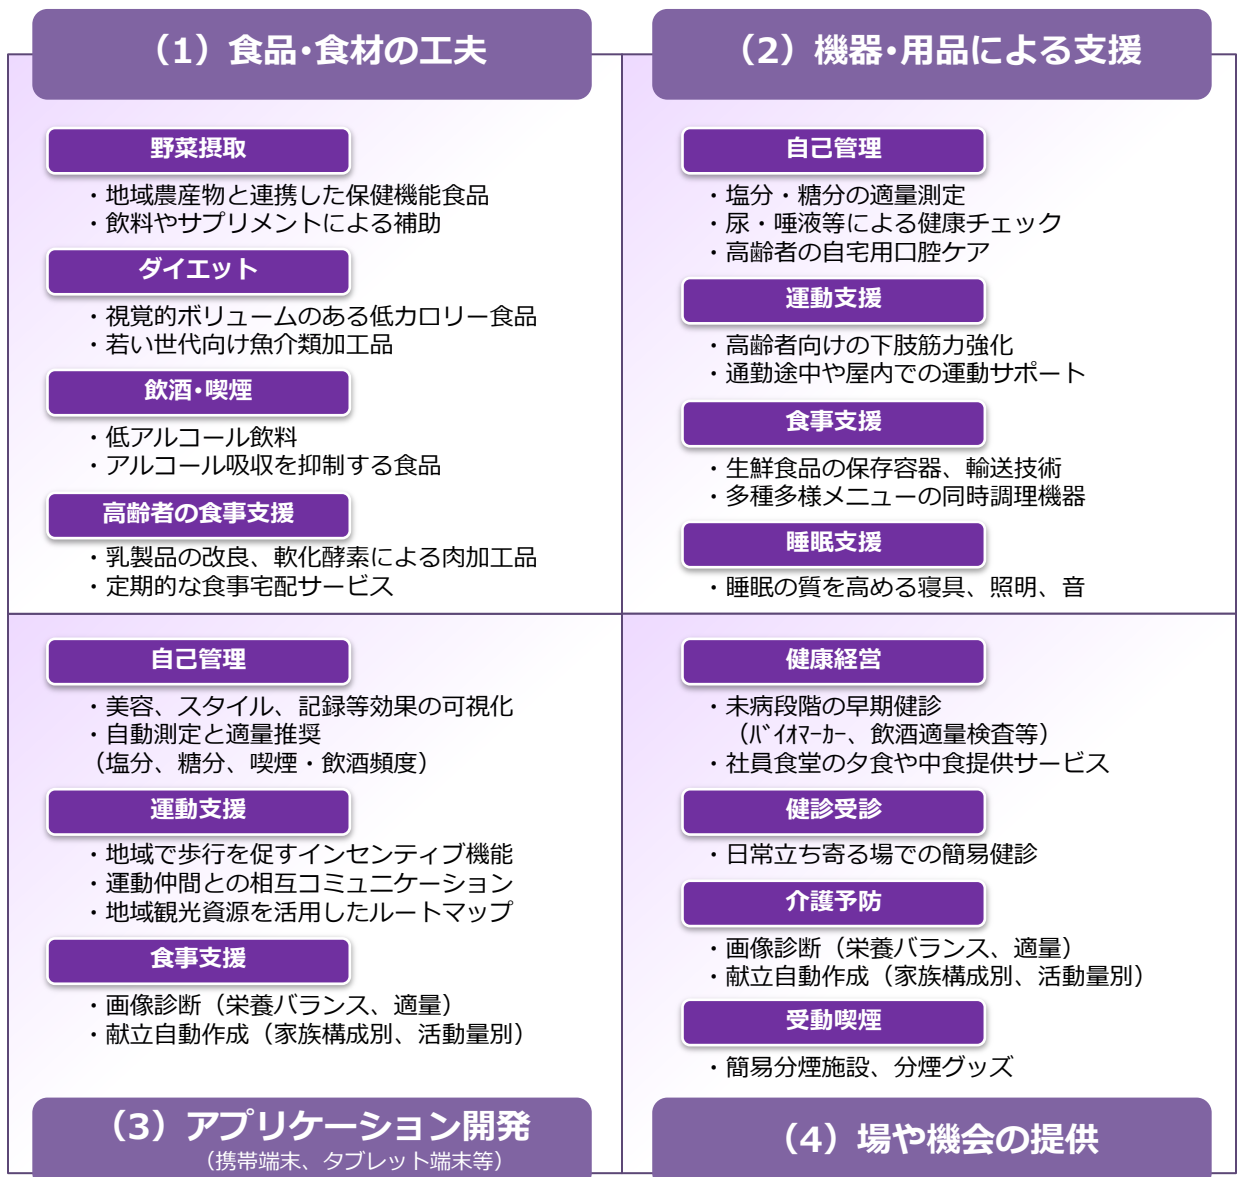 （1）食品･食材の工夫
野菜摂取
・地域農産物と連携した保健機能食品
・飲料やサプリメントによる補助
ダイエット
・視覚的ボリュームのある低カロリー食品
・若い世代向け魚介類加工品
飲酒･喫煙
・低アルコール飲料
・アルコール吸収を抑制する食品
高齢者の食事支援
・乳製品の改良、軟化酵素による肉加工品
・定期的な食事宅配サービス
（2）機器･用品による支援
自己管理
・塩分・糖分の適量測定
・尿・唾液等による健康チェック
・高齢者の自宅用口腔ケア
運動支援
・高齢者向けの下肢筋力強化
・通勤途中や屋内での運動サポート
食事支援
・生鮮食品の保存容器、輸送技術
・多種多様メニューの同時調理機器
睡眠支援
・睡眠の質を高める寝具、照明、音
自己管理
・美容、スタイル、記録等効果の可視化
・自動測定と適量推奨
（塩分、糖分、喫煙・飲酒頻度）
運動支援
・地域で歩行を促すインセンティブ機能
・運動仲間との相互コミュニケーション
・地域観光資源を活用したルートマップ
食事支援
・画像診断（栄養バランス、適量）
・献立自動作成（家族構成別、活動量別）
（3）アプリケーション開発
（携帯端末、タブレット端末等）
健康経営
・未病段階の早期健診
（ﾊﾞｲｵﾏｰｶｰ、飲酒適量検査等）
・社員食堂の夕食や中食提供サービス
健診受診
・日常立ち寄る場での簡易健診
介護予防
・画像診断（栄養バランス、適量）
・献立自動作成（家族構成別、活動量別）
受動喫煙
・簡易分煙施設、分煙グッズ
（4）場や機会の提供